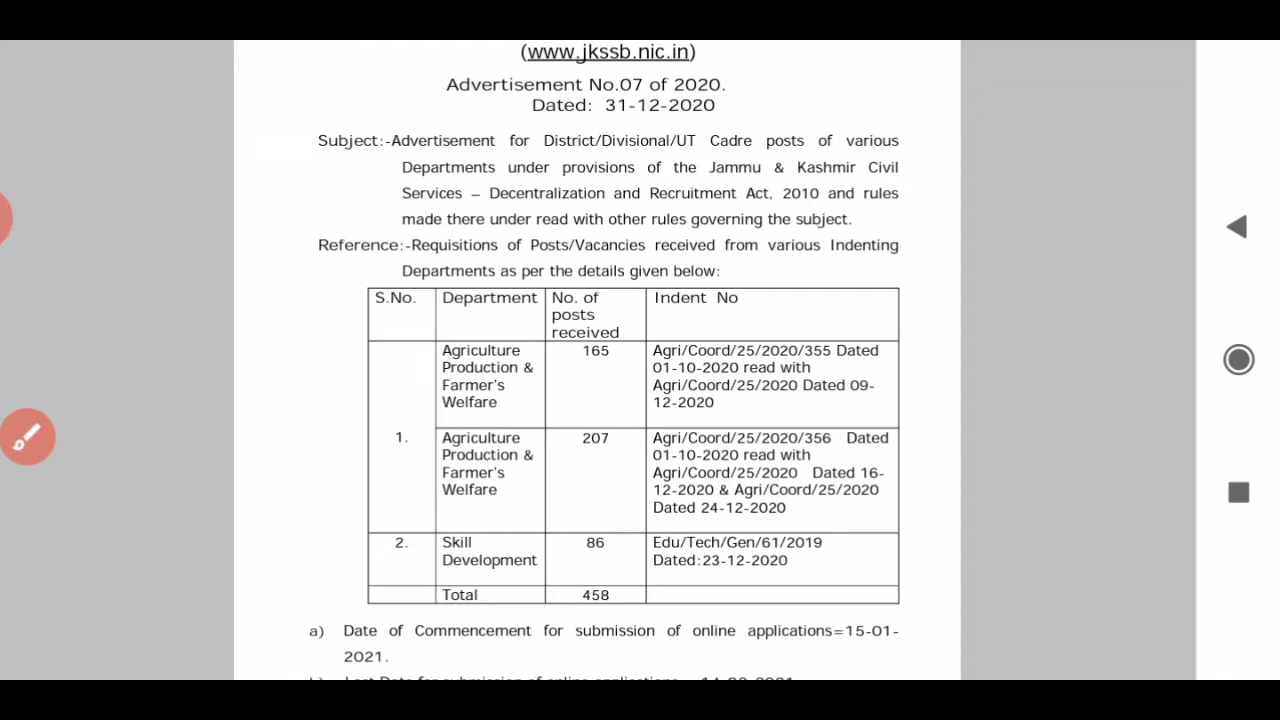 (www.jkssb.nic.in)
Advertisement No.07 of 2020.
Dated: 31-12-2020
Subject:-Advertisement for District/Divisional/UT Cadre posts of various
Departments under provisions of the Jammu & Kashmir Civil
Services – Decentralization and Recruitment Act, 2010 and rules
made there under read with other rules governing the subject.
Reference:-Requisitions of Posts/Vacancies received from various Indenting
Departments as per the details given below:
S.No. Department No. of posts received Indent No
Agriculture Production & Farmer's Welfare 165 Agri/Coord/25/2020/355 Dated
01-10-2020 read with
Agri/Coord/25/2020 Dated 09-
12-2020
1. Agriculture Production & Farmer's Welfare 207 Agri/Coord/25/2020/356 Dated
01-10-2020 read with
Agri/Coord/25/2020 Dated 16-
12-2020 & Agri/Coord/25/2020
Dated 24-12-2020
2. Skill Development 86 Edu/Tech/Gen/61/2019
Dated:23-12-2020
Total 458
a) Date of Commencement for submission of online applications=15-01-
2021.